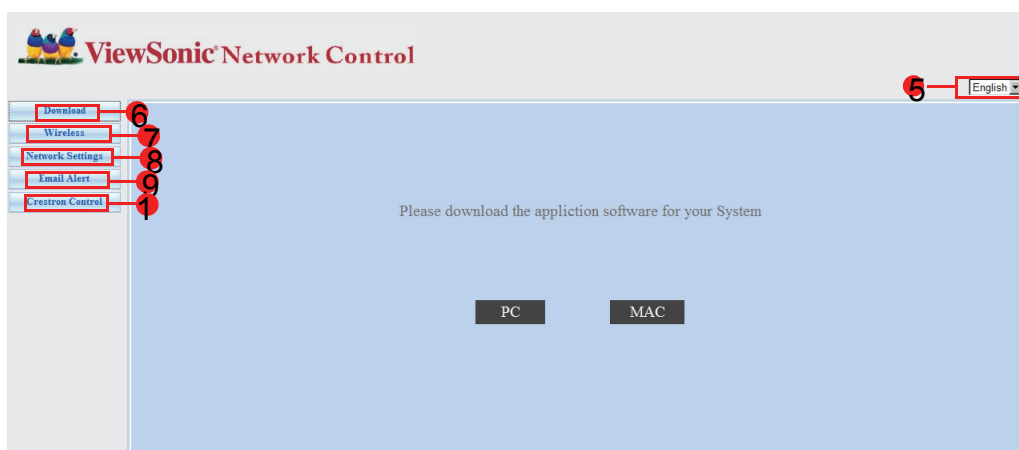 ViewSonic® Network Control
5 English
Download 6
Wireless 7
Network Settings 8
Email Alert 9
Crestron Control 1
Please download the appliction software for your System
PC MAC